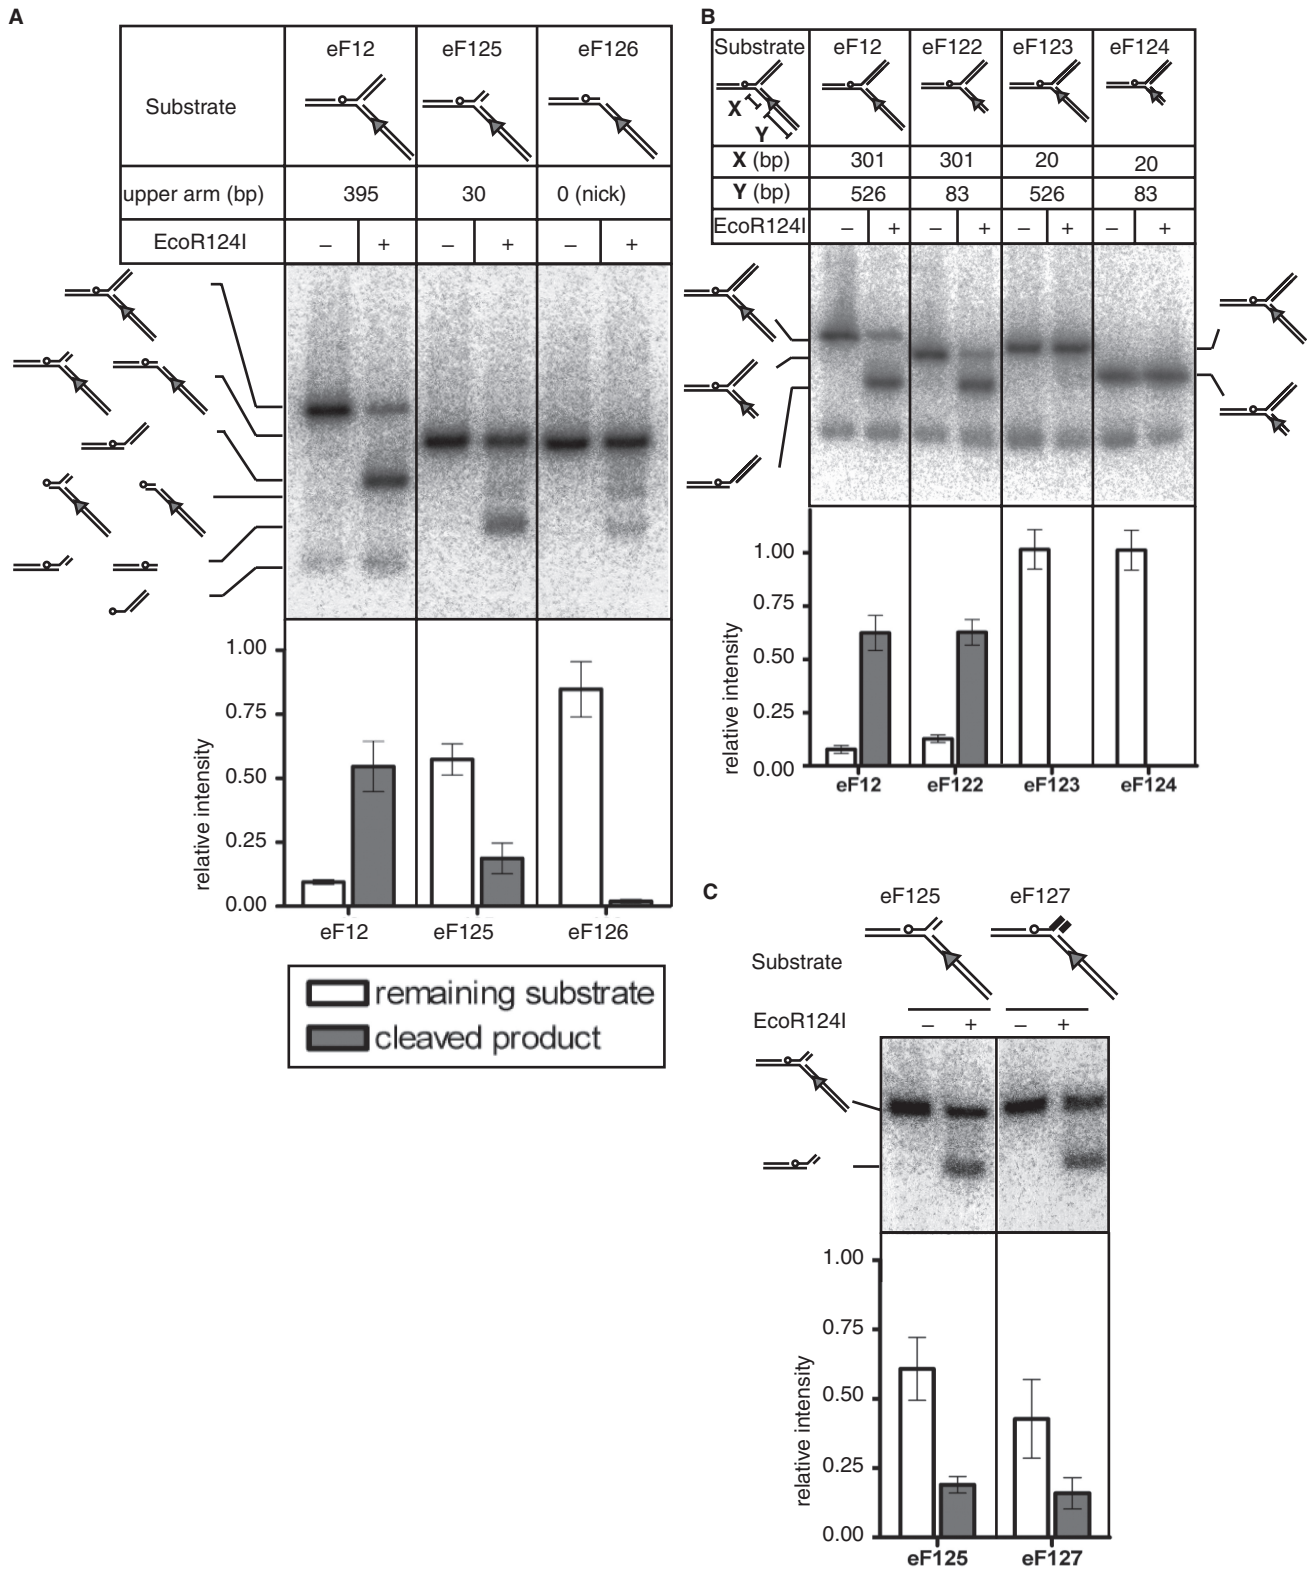 A
Substrate
eF12
eF125
eF126
upper arm (bp)
395
30
0 (nick)
EcoR124I
–
+
–
+
–
+
relative intensity
1.00
0.75
0.50
0.25
0.00
eF12
eF125
eF126
remaining substrate
cleaved product
B
Substrate
X
Y
eF12
eF122
eF123
eF124
X (bp)
301
301
20
20
Y (bp)
526
83
526
83
EcoR124I
–
+
–
+
–
+
–
+
relative intensity
1.00
0.75
0.50
0.25
0.00
eF12
eF122
eF123
eF124
C
eF125
eF127
Substrate
EcoR124I
–
+
–
+
relative intensity
1.00
0.75
0.50
0.25
0.00
eF125
eF127